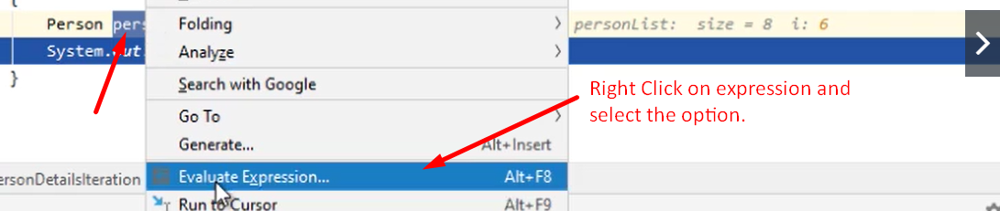 {
Person pers
Folding
personList: size = 8 i: 6
System.out.
Analyze
}
Search with Google
Right Click on expression and
select the option.
Go To
Generate... Alt+Insert
ersonDetailsIteration
Evaluate Expression... Alt+F8
Run to Cursor Alt+F9